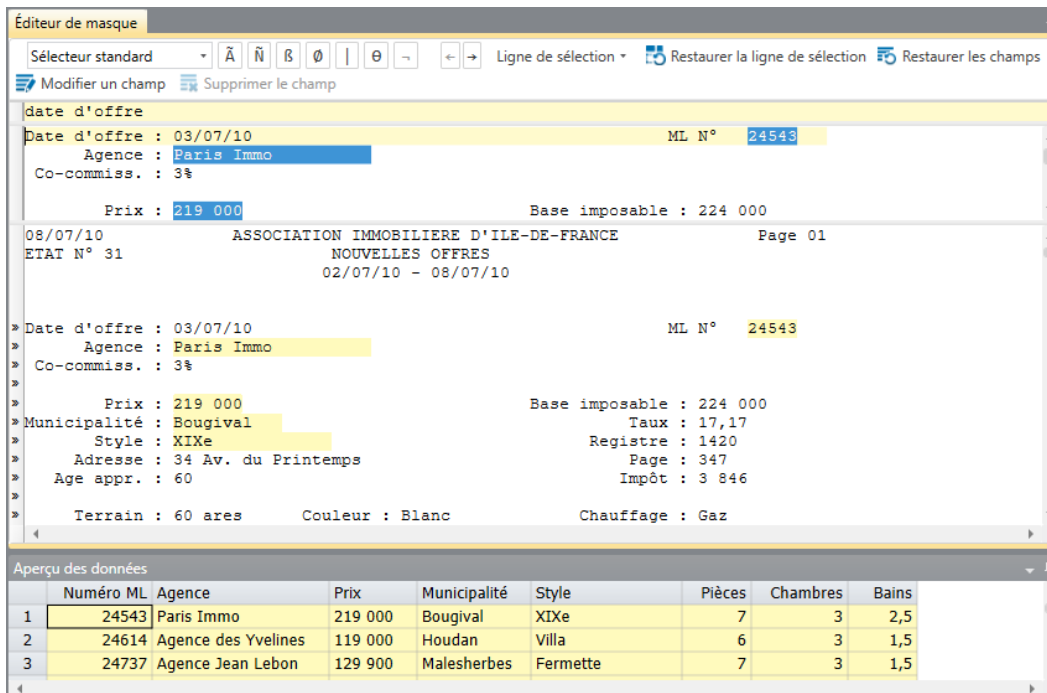 Éditeur de masque
Sélecteur standard Ã Ñ ß Ø | θ ¬ ← → Ligne de sélection Restaurer la ligne de sélection Restaurer les champs
Modifier un champ Supprimer le champ
date d'offre
Date d'offre : 03/07/10 ML N° 24543
Agence : Paris Immo
Co-commiss. : 3%
Prix : 219 000 Base imposable : 224 000
08/07/10 ASSOCIATION IMMOBILIERE D'ILE-DE-FRANCE Page 01
ETAT N° 31 NOUVELLES OFFRES
02/07/10 - 08/07/10
» Date d'offre : 03/07/10 ML N° 24543
» Agence : Paris Immo
» Co-commiss. : 3%
»
» Prix : 219 000 Base imposable : 224 000
» Municipalité : Bougival Taux : 17,17
» Style : XIXe Registre : 1420
» Adresse : 34 Av. du Printemps Page : 347
» Age appr. : 60 Impôt : 3 846
»
» Terrain : 60 ares Couleur : Blanc Chauffage : Gaz
Aperçu des données
Numéro ML Agence Prix Municipalité Style Pièces Chambres Bains
1 24543 Paris Immo 219 000 Bougival XIXe 7 3 2,5
2 24614 Agence des Yvelines 119 000 Houdan Villa 6 3 1,5
3 24737 Agence Jean Lebon 129 900 Malesherbes Fermette 7 3 1,5